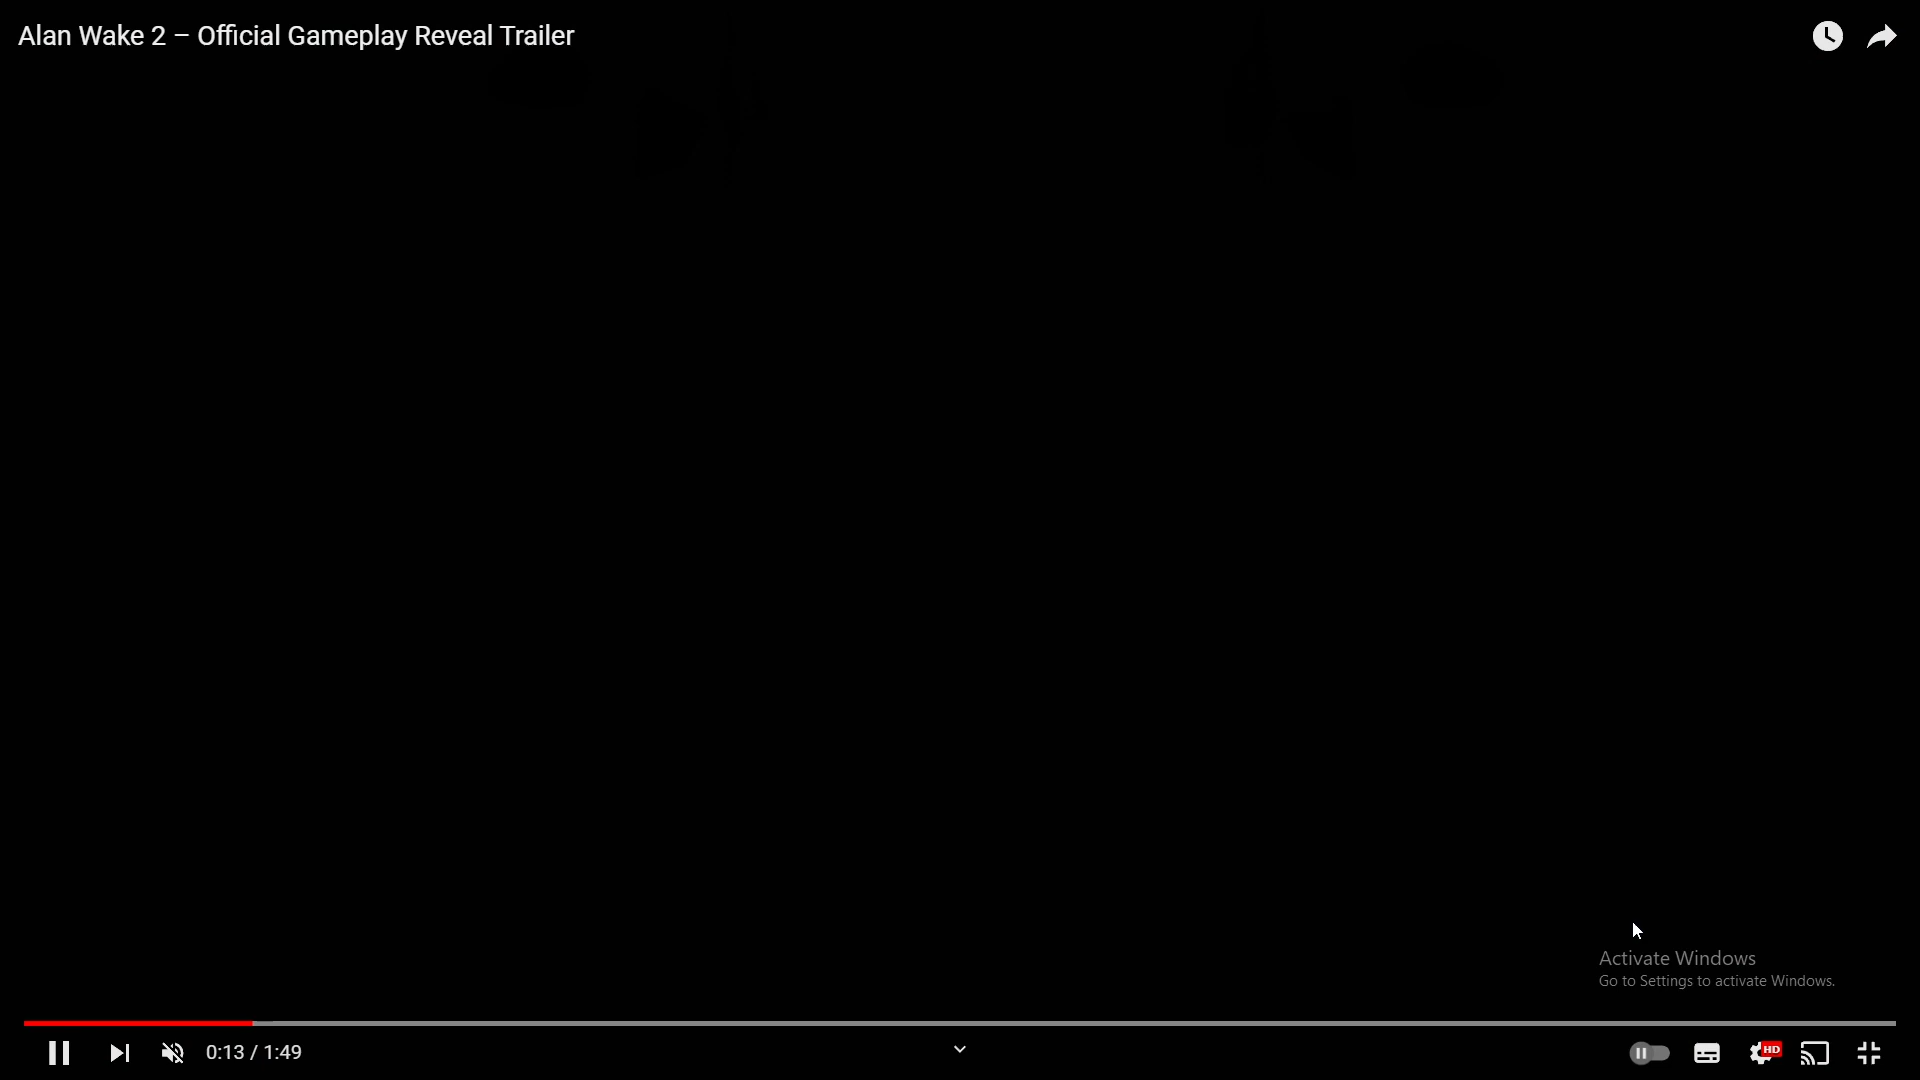 Alan Wake 2 – Official Gameplay Reveal Trailer
Activate Windows
Go to Settings to activate Windows.
0:13 / 1:49
HD